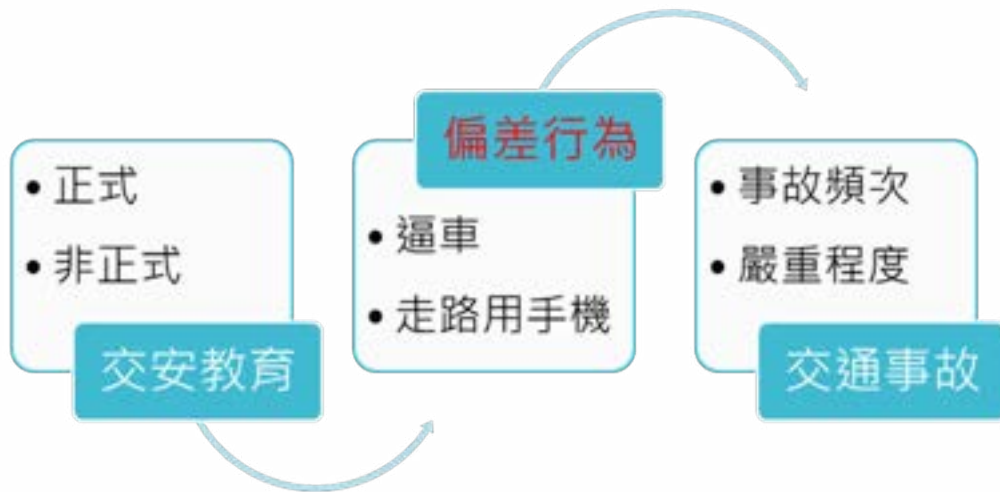 • 正式
• 非正式
交安教育
偏差行為
• 逼車
• 走路用手機
• 事故頻次
• 嚴重程度
交通事故